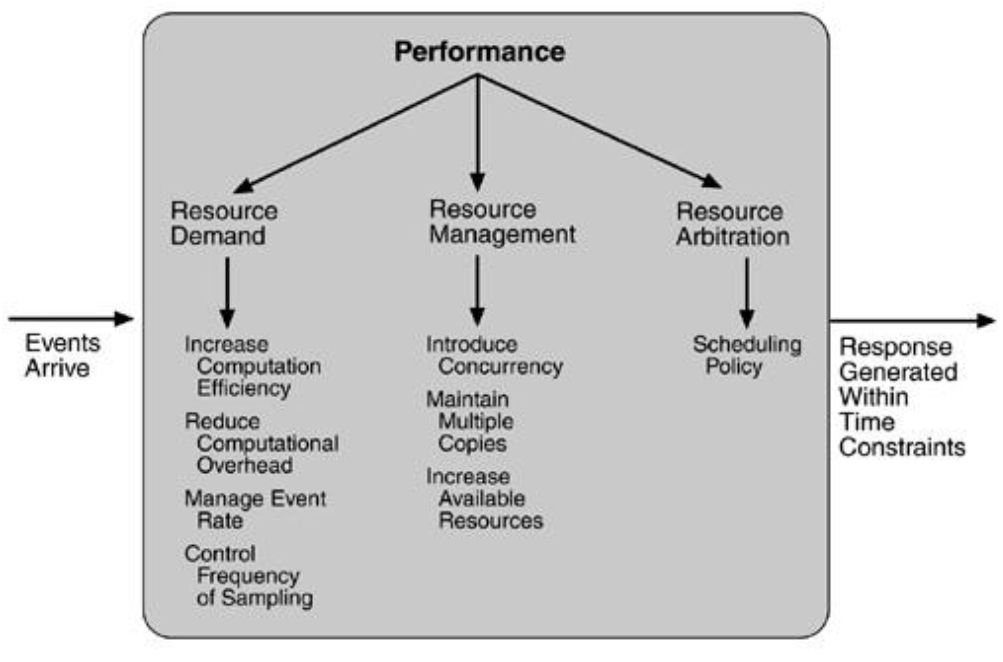 Performance
Resource
Demand
Resource
Management
Resource
Arbitration
Events
Arrive
Increase
Computation
Efficiency
Reduce
Computational
Overhead
Manage Event
Rate
Control
Frequency
of Sampling
Introduce
Concurrency
Maintain
Multiple
Copies
Increase
Available
Resources
Scheduling
Policy
Response
Generated
Within
Time
Constraints